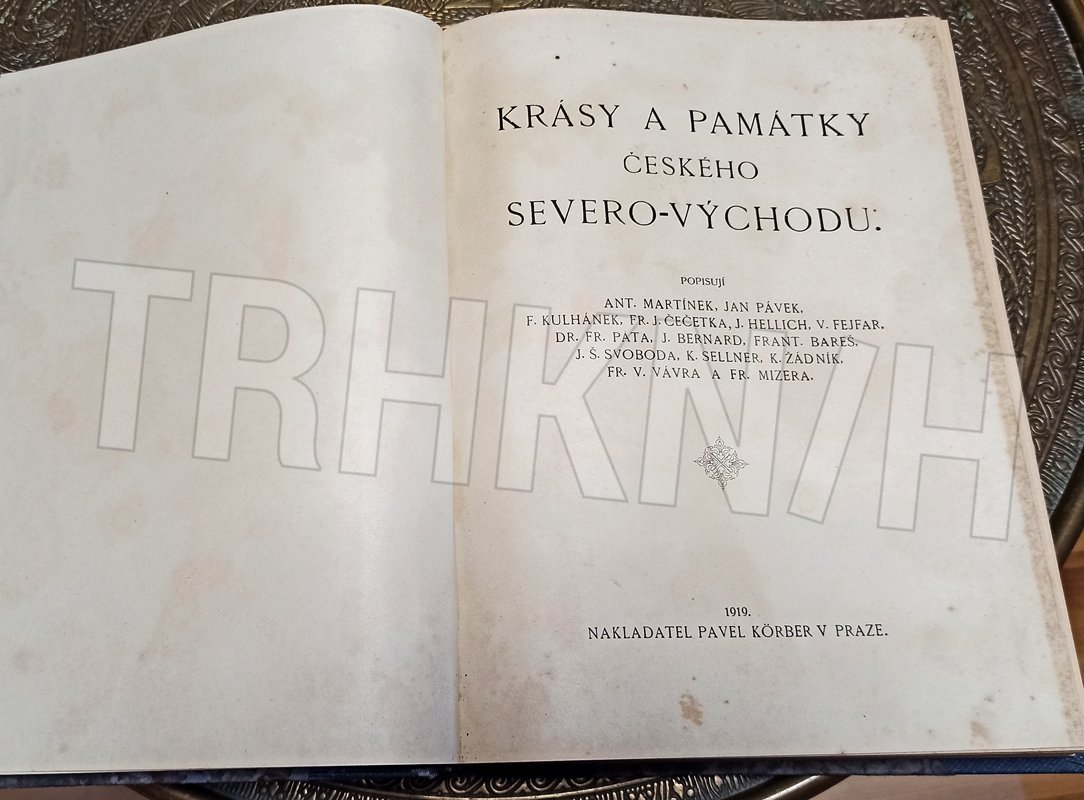 KRÁSY A PAMÁTKY
ČESKÉHO
SEVERO-VÝCHODU.
POPISUJÍ
ANT. MARTÍNEK, JAN PÁVEK,
F. KULHÁNEK, FR. J. ČEČETKA, J. HELLICH, V. FEJFAR,
DR. FR. PATA, J. BERNARD, FRANT. BAREŠ,
J. Š. SVOBODA, K. SELLNER, K. ŽÁDNÍK,
FR. V. VÁVRA A FR. MIZERA.
1919.
NAKLADATEL PAVEL KÖRBER V PRAZE.
TRHKNIH